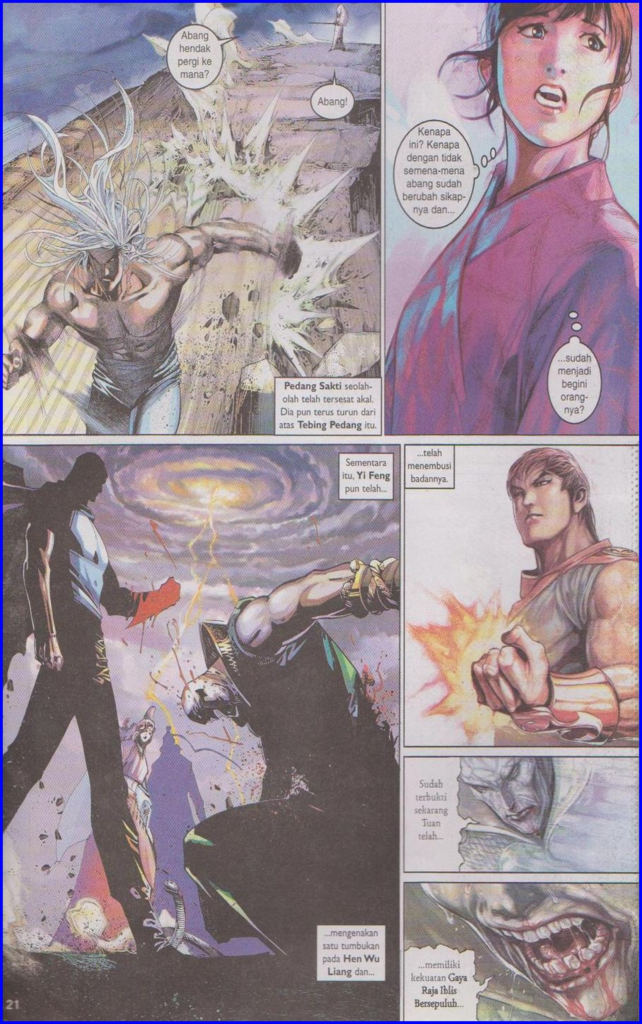 Abang
hendak
pergi ke
mana?
Abang!
Pedang Sakti seolah-
olah telah tersesat akal.
Dia pun terus turun dari
atas Tebing Pedang itu.
Kenapa
ini? Kenapa
dengan tidak
semena-mena
abang sudah
berubah sikap-
nya dan...
...sudah
menjadi
begini
orang-
nya?
Sementara
itu, Yi Feng
pun telah...
...mengenakan
satu tumbukan
pada Hen Wu
Liang dan...
...telah
menembusi
badannya.
Sudah
terbukti
sekarang
Tuan
telah...
...memiliki
kekuatan Gaya
Raja Iblis
Bersepuluh...
21